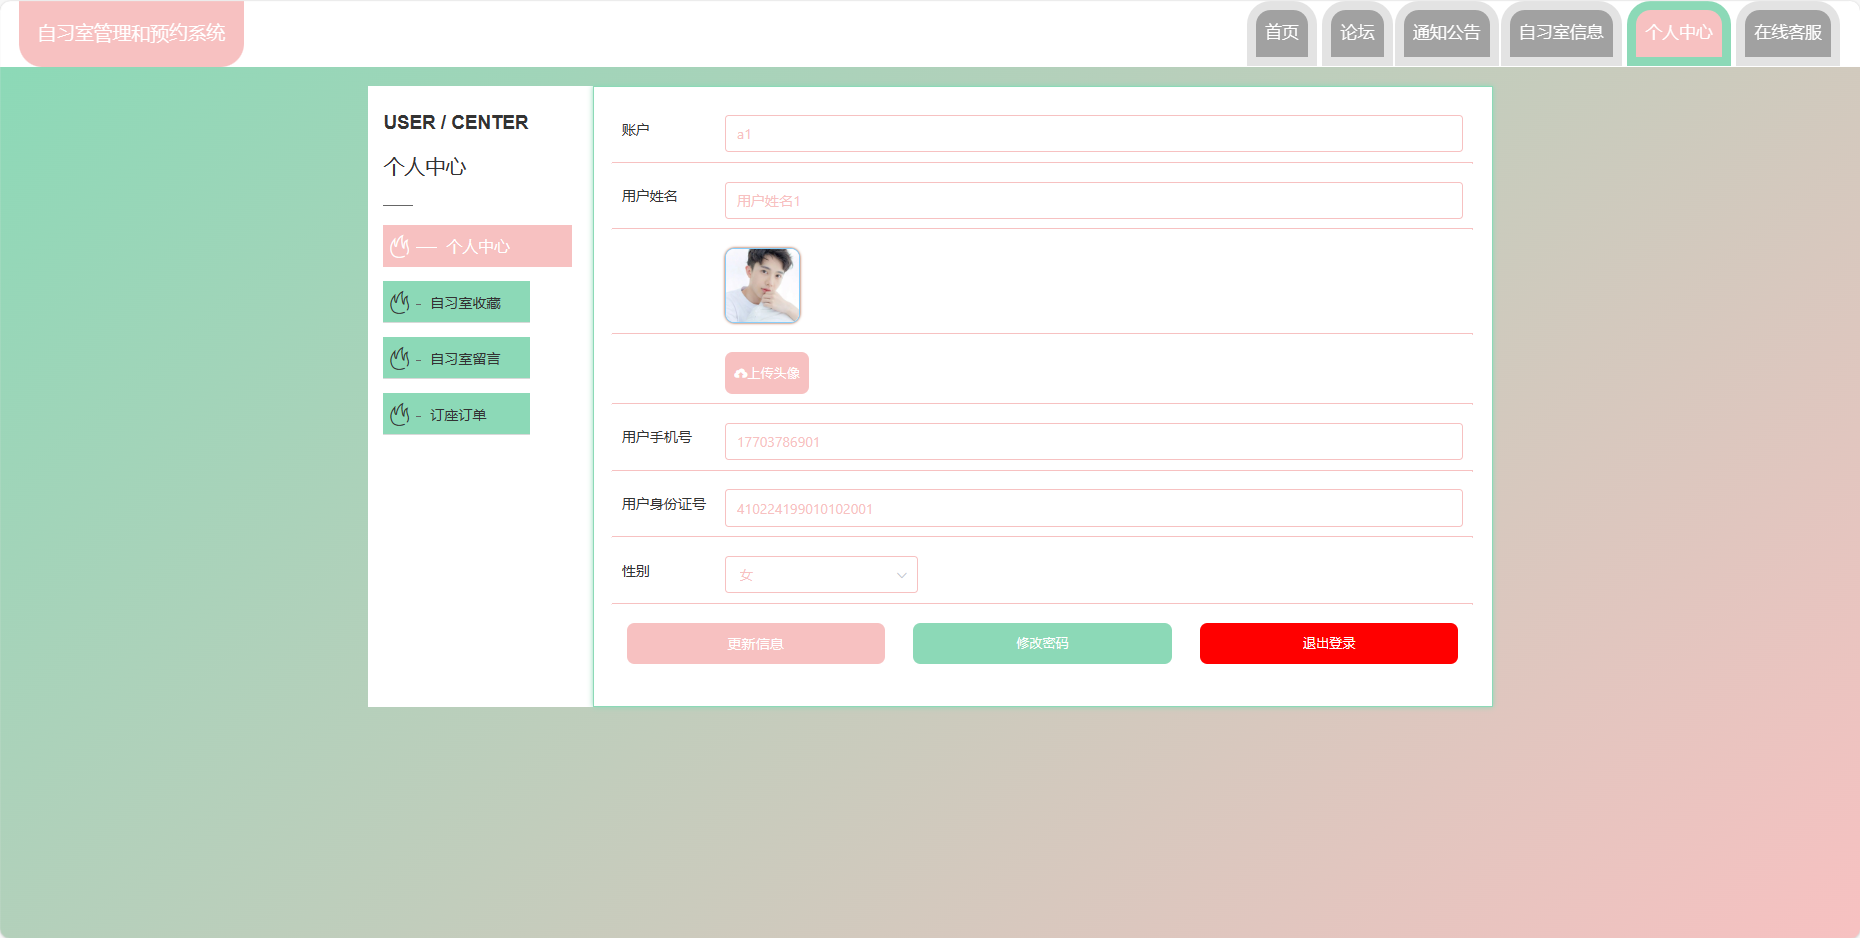 自习室管理和预约系统
首页
论坛
通知公告
自习室信息
个人中心
在线客服
USER / CENTER
个人中心
个人中心
- 自习室收藏
- 自习室留言
- 订座订单
账户
a1
用户姓名
用户姓名1
上传头像
用户手机号
17703786901
用户身份证号
410224199010102001
性别
女
更新信息
修改密码
退出登录